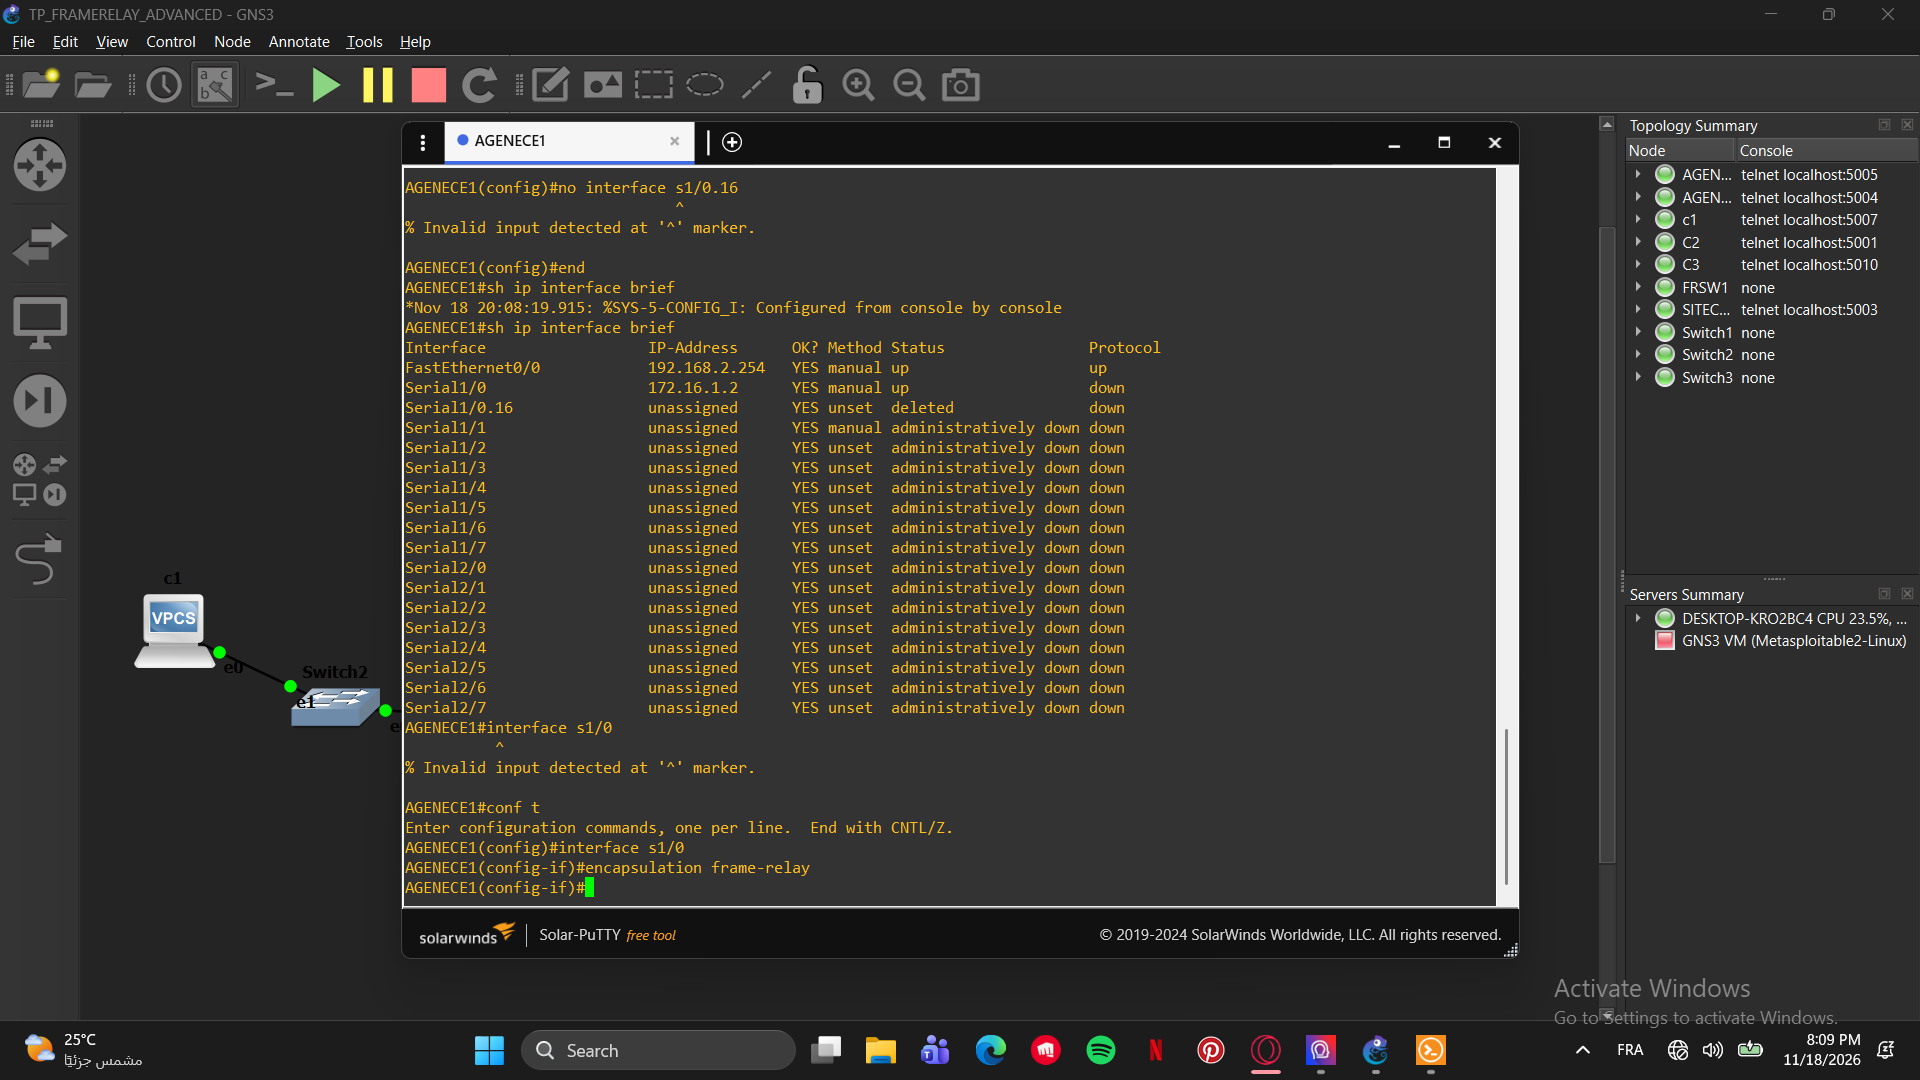 TP_FRAMERELAY_ADVANCED - GNS3
File Edit View Control Node Annotate Tools Help
AGENECE1
AGENECE1(config)#no interface s1/0.16
^
% Invalid input detected at '^' marker.
AGENECE1(config)#end
AGENECE1#sh ip interface brief
*Nov 18 20:08:19.915: %SYS-5-CONFIG_I: Configured from console by console
AGENECE1#sh ip interface brief
Interface IP-Address OK? Method Status Protocol
FastEthernet0/0 192.168.2.254 YES manual up up
Serial1/0 172.16.1.2 YES manual up down
Serial1/0.16 unassigned YES unset deleted down
Serial1/1 unassigned YES manual administratively down down
Serial1/2 unassigned YES unset administratively down down
Serial1/3 unassigned YES unset administratively down down
Serial1/4 unassigned YES unset administratively down down
Serial1/5 unassigned YES unset administratively down down
Serial1/6 unassigned YES unset administratively down down
Serial1/7 unassigned YES unset administratively down down
Serial2/0 unassigned YES unset administratively down down
Serial2/1 unassigned YES unset administratively down down
Serial2/2 unassigned YES unset administratively down down
Serial2/3 unassigned YES unset administratively down down
Serial2/4 unassigned YES unset administratively down down
Serial2/5 unassigned YES unset administratively down down
Serial2/6 unassigned YES unset administratively down down
Serial2/7 unassigned YES unset administratively down down
AGENECE1#interface s1/0
^
% Invalid input detected at '^' marker.
AGENECE1#conf t
Enter configuration commands, one per line. End with CNTL/Z.
AGENECE1(config)#interface s1/0
AGENECE1(config-if)#encapsulation frame-relay
AGENECE1(config-if)#
solarwinds Solar-PuTTY free tool © 2019-2024 SolarWinds Worldwide, LLC. All rights reserved.
c1
VPCS
e0
Switch2
e1
Topology Summary
Node Console
AGEN... telnet localhost:5005
AGEN... telnet localhost:5004
c1 telnet localhost:5007
C2 telnet localhost:5001
C3 telnet localhost:5010
FRSW1 none
SITEC... telnet localhost:5003
Switch1 none
Switch2 none
Switch3 none
Servers Summary
DESKTOP-KRO2BC4 CPU 23.5%, ...
GNS3 VM (Metasploitable2-Linux)
Activate Windows
Go to Settings to activate Windows.
25°C
مشمس جزئيًا
Search
FRA
8:09 PM
11/18/2026